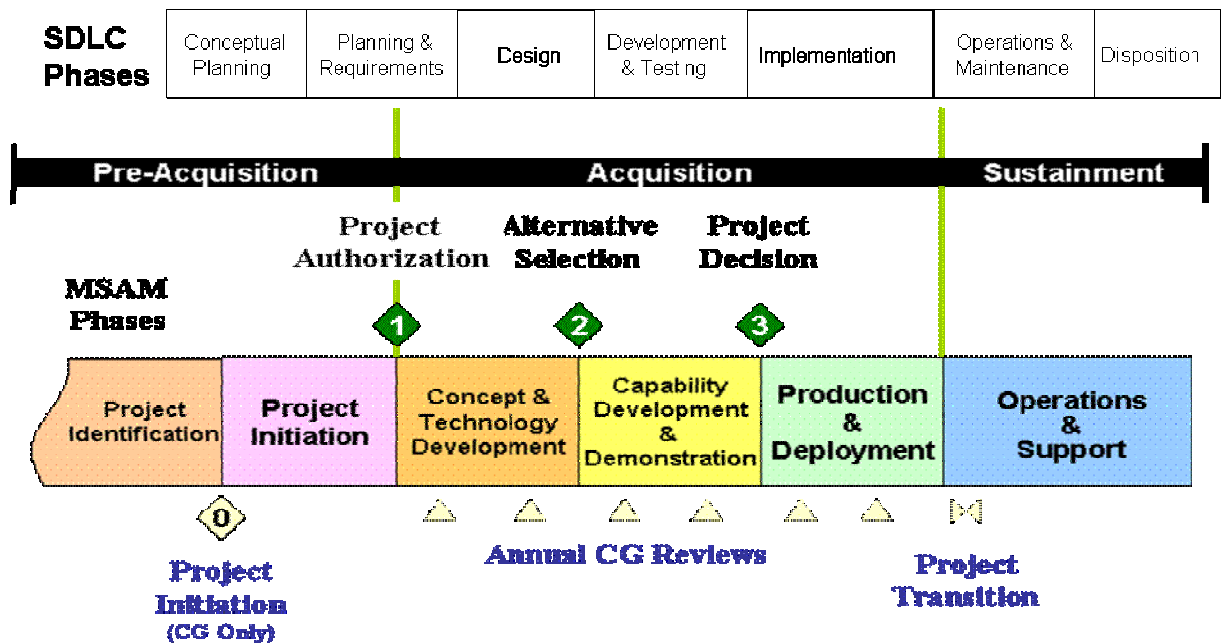 SDLC
Phases
Conceptual
Planning
Planning &
Requirements
Design
Development
& Testing
Implementation
Operations &
Maintenance
Disposition
Pre-Acquisition
Acquisition
Sustainment
Project
Authorization
Alternative
Selection
Project
Decision
MSAM
Phases
1
2
3
Project
Identification
Project
Initiation
Concept &
Technology
Development
Capability
Development
&
Demonstration
Production
&
Deployment
Operations
&
Support
0
Project
Initiation
(CG Only)
Annual CG Reviews
Project
Transition